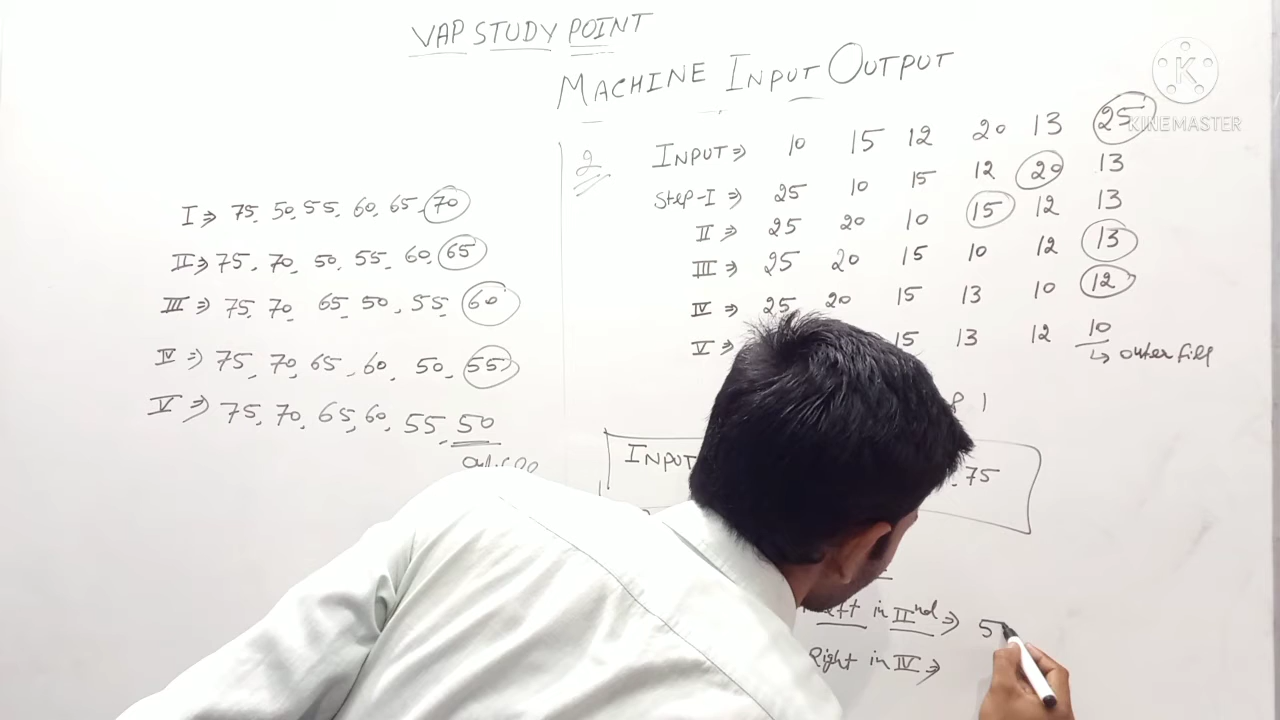 VAP STUDY POINT
MACHINE INPUT OUTPUT
KINEMASTER
I ⇒ 75, 50, 55, 60, 65, 70
II ⇒ 75, 70, 50, 55, 60, 65
III ⇒ 75, 70, 65, 50, 55, 60
IV ⇒ 75, 70, 65, 60, 50, 55
V ⇒ 75, 70, 65, 60, 55, 50
2
INPUT ⇒ 10 15 12 20 13 25
Step-I ⇒ 25 10 15 12 20 13
II ⇒ 25 20 10 15 12 13
III ⇒ 25 20 15 10 12 13
IV ⇒ 25 20 15 13 10 12
V ⇒ 15 13 12 10
↳ outer fill
INPUT 75
Left in IInd ⇒ 5
Right in IV ⇒